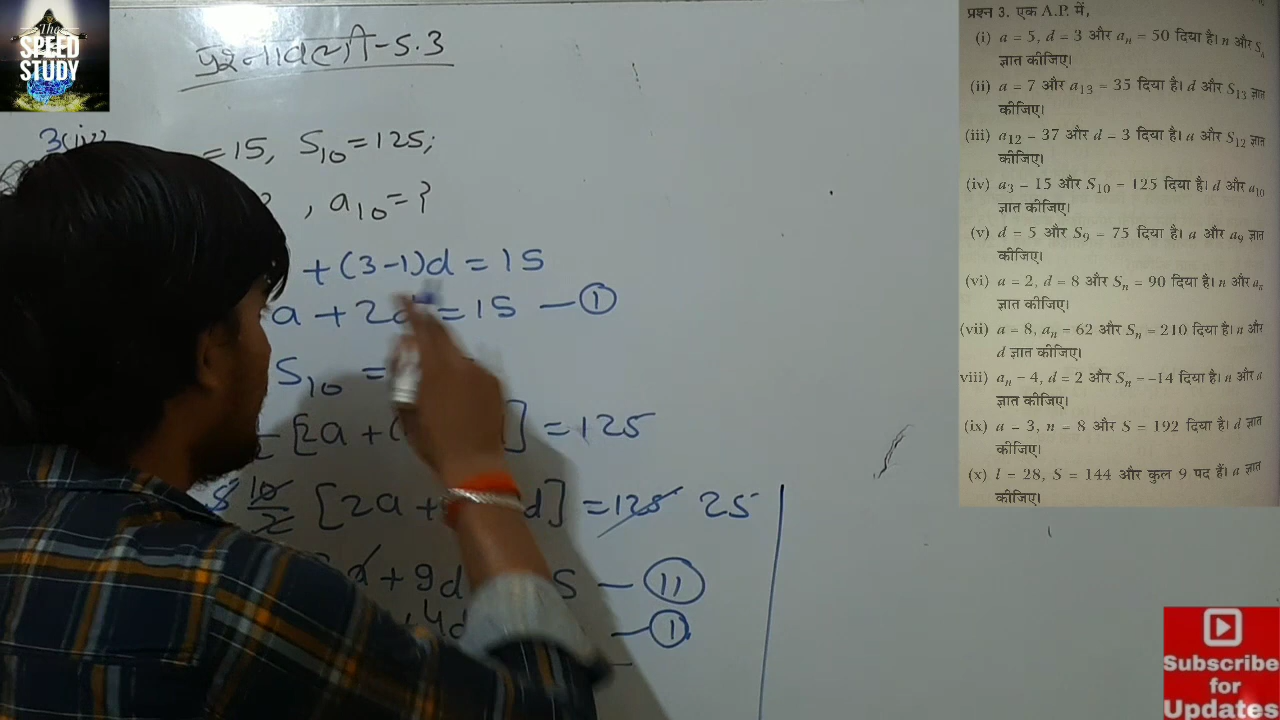 The
SPEED
STUDY
प्रश्नावली-5.3
3(iv)
=15, S10=125;
, a10=?
+(3-1)d=15
a+2d=15 — ①
S10 =
[2a+( ]=125
5 10/2 [2a+ d]=125 25
+9d 5 — (11)
4d — ①
प्रश्न 3. एक A.P. में,
(i) a = 5, d = 3 और an = 50 दिया है। n और Sn
ज्ञात कीजिए।
(ii) a = 7 और a13 = 35 दिया है। d और S13 ज्ञात
कीजिए।
(iii) a12 – 37 और d – 3 दिया है। a और S12 ज्ञात
कीजिए।
(iv) a3 – 15 और S10 – 125 दिया है। d और a10
ज्ञात कीजिए।
(v) d = 5 और S9 – 75 दिया है। a और a9 ज्ञात
कीजिए।
(vi) a = 2, d = 8 और Sn = 90 दिया है। n और an
ज्ञात कीजिए।
(vii) a = 8, an = 62 और Sn = 210 दिया है। n और
d ज्ञात कीजिए।
viii) an – 4, d = 2 और Sn – –14 दिया है। n और a
ज्ञात कीजिए।
(ix) a – 3, n – 8 और S = 192 दिया है। d ज्ञात
कीजिए।
(x) l – 28, S = 144 और कुल 9 पद हैं। a ज्ञात
कीजिए।
Subscribe
for
Updates